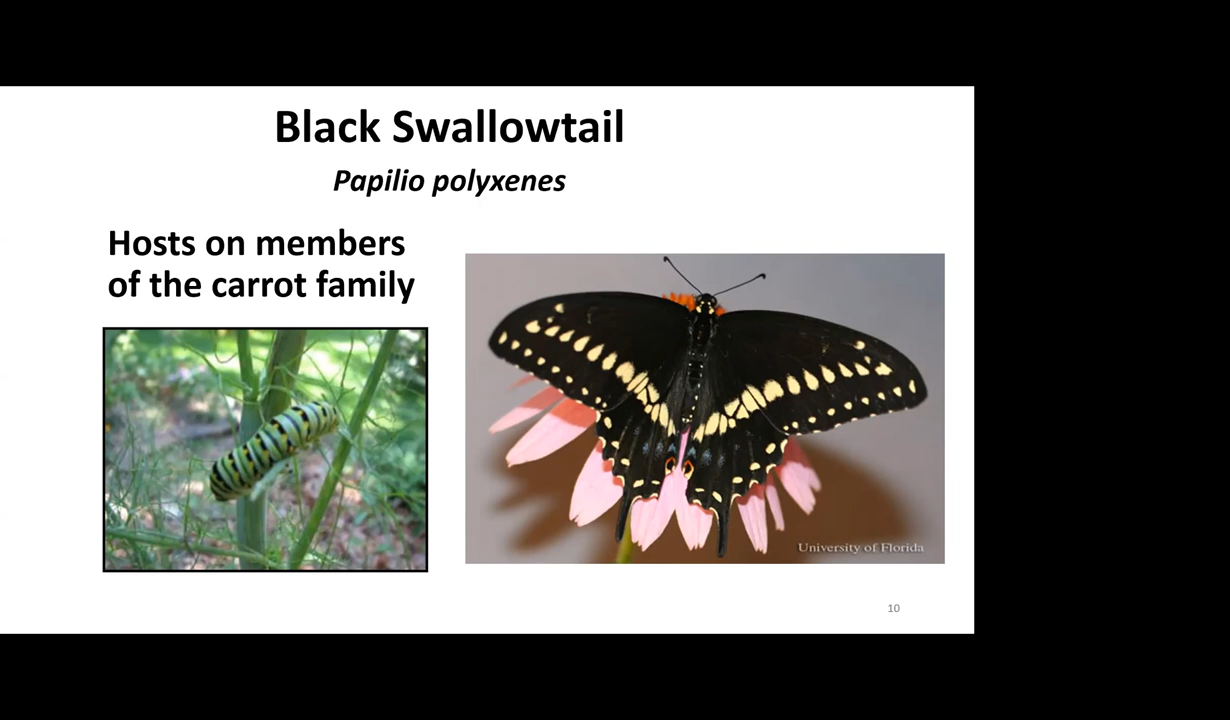 Black Swallowtail
Papilio polyxenes
Hosts on members
of the carrot family
University of Florida
10